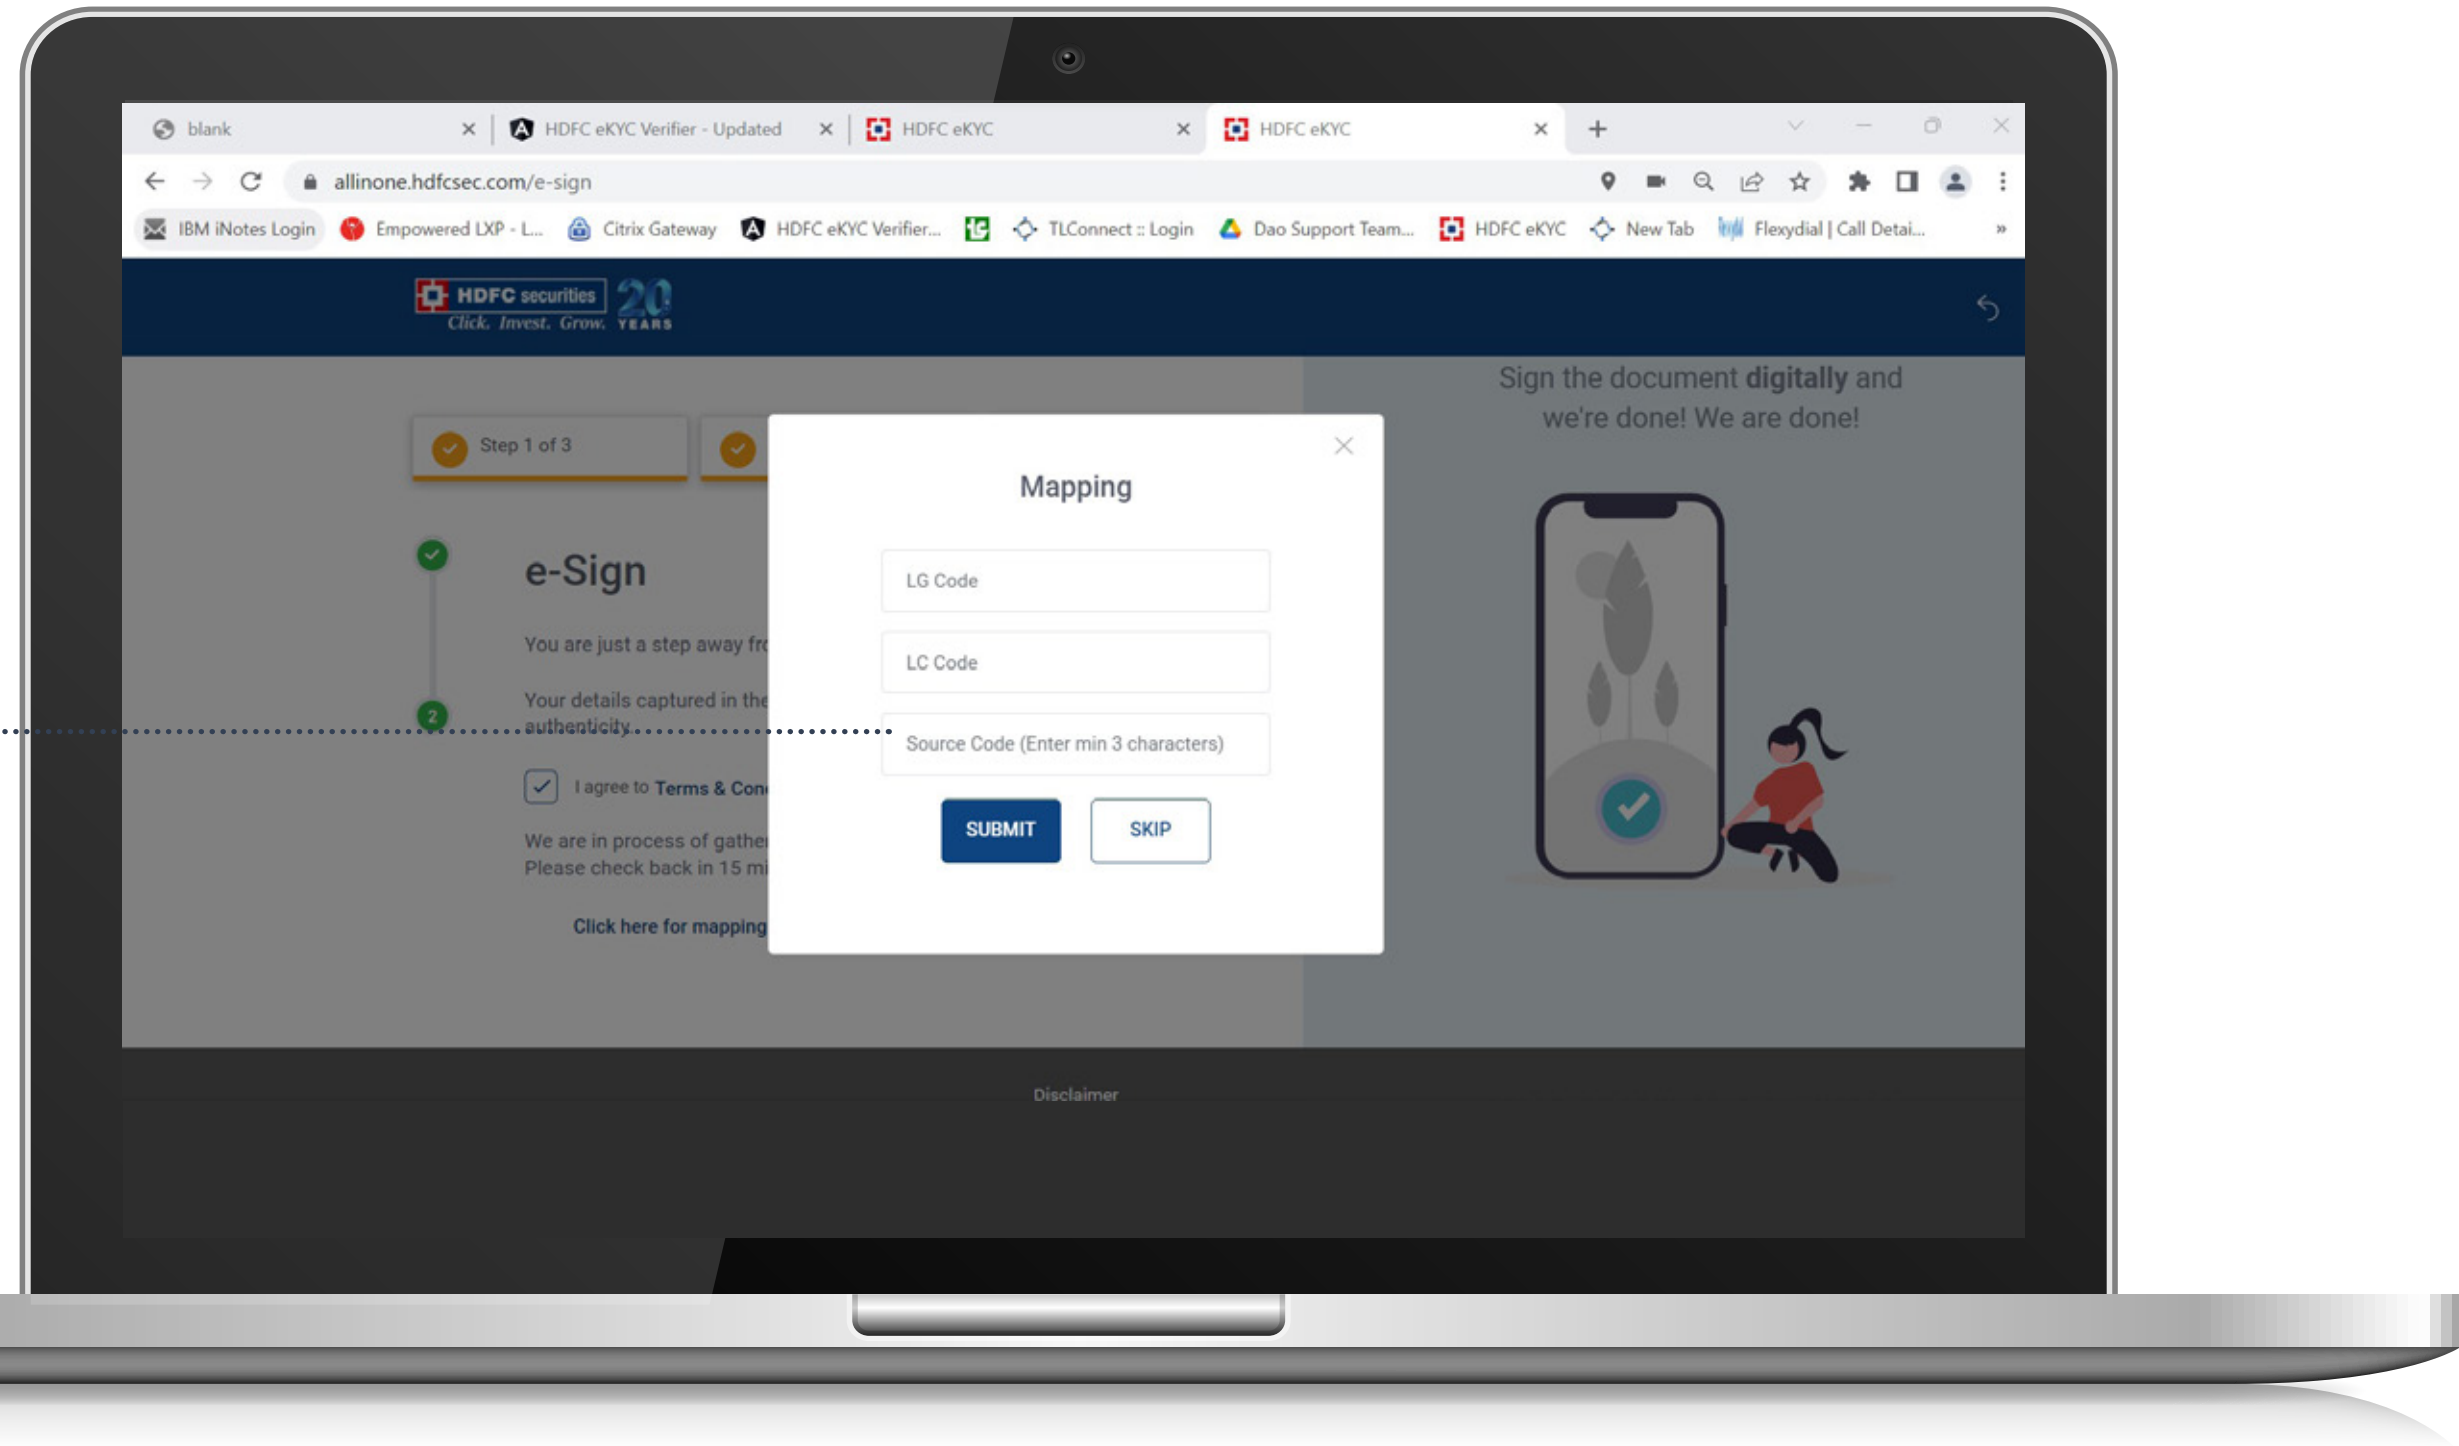 blank
HDFC eKYC Verifier - Updated
HDFC eKYC
HDFC eKYC
allinone.hdfcsec.com/e-sign
IBM iNotes Login
Empowered LXP - L...
Citrix Gateway
HDFC eKYC Verifier...
TLConnect :: Login
Dao Support Team...
HDFC eKYC
New Tab
Flexydial | Call Detai...
HDFC securities
Click. Invest. Grow.
20
YEARS
Sign the document digitally and
we're done! We are done!
Step 1 of 3
e-Sign
You are just a step away
Your details captured in the
authenticity.
2
I agree to Terms &
We are in process of
Please check back in 15
Click here for mapping
Mapping
LG Code
LC Code
Source Code (Enter min 3 characters)
SUBMIT
SKIP
Disclaimer